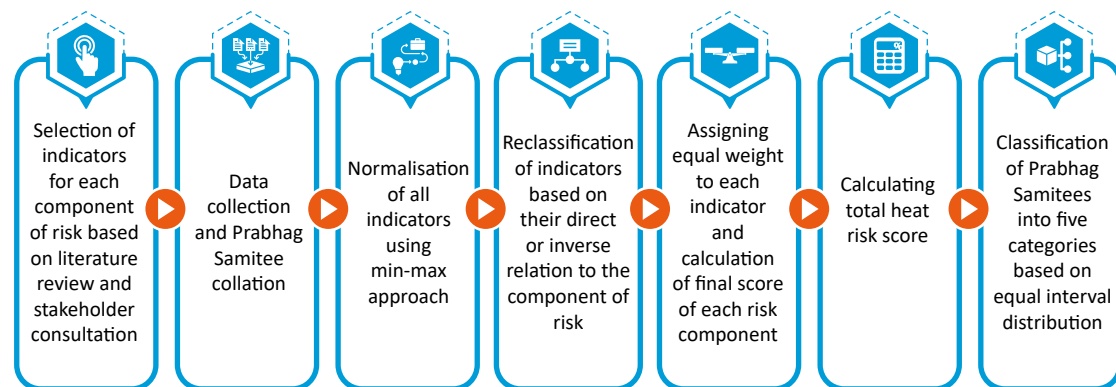 Selection of
indicators
for each
component
of risk based
on literature
review and
stakeholder
consultation
Data
collection
and Prabhag
Samitee
collation
Normalisation
of all
indicators
using
min-max
approach
Reclassification
of indicators
based on
their direct
or inverse
relation to the
component of
risk
Assigning
equal weight
to each
indicator
and
calculation
of final score
of each risk
component
Calculating
total heat
risk score
Classification
of Prabhag
Samitees
into five
categories
based on
equal interval
distribution